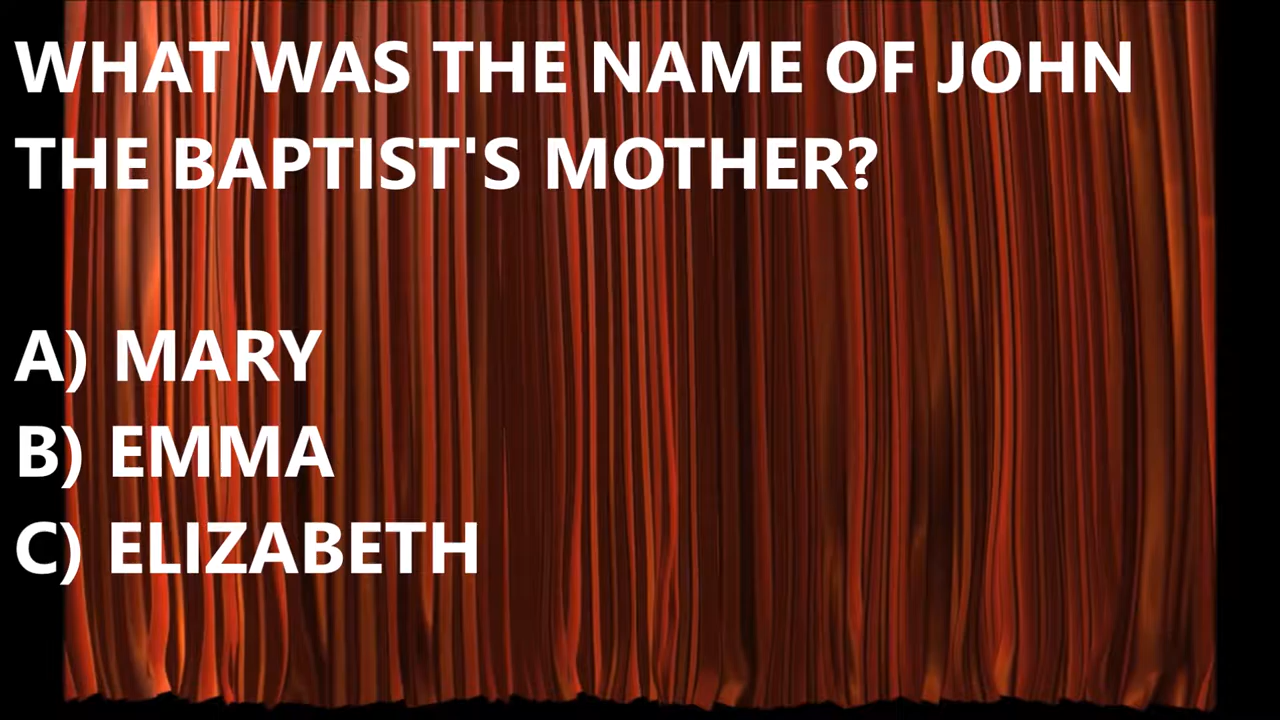 WHAT WAS THE NAME OF JOHN
THE BAPTIST'S MOTHER?
A) MARY
B) EMMA
C) ELIZABETH